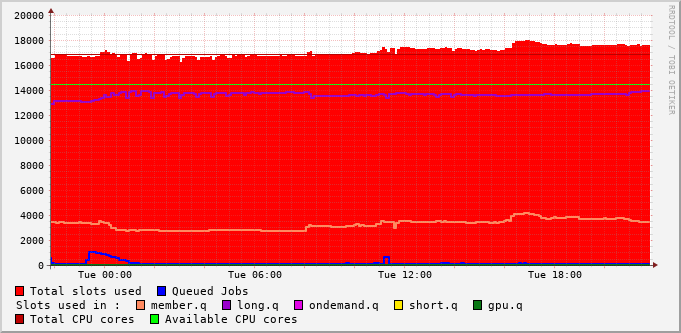 RRDTOOL / TOBI OETIKER
20000
18000
16000
14000
12000
10000
8000
6000
4000
2000
0
Tue 00:00 Tue 06:00 Tue 12:00 Tue 18:00
Total slots used Queued Jobs
Slots used in : member.q long.q ondemand.q short.q gpu.q
Total CPU cores Available CPU cores